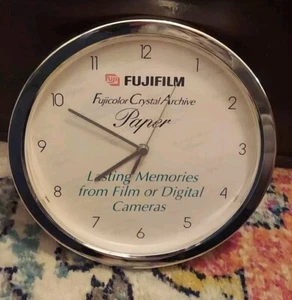 12
11
1
FUJIFILM
10
Fujicolor Crystal Archive
2
Paper
9
3
Lasting Memories
8
from Film or Digital
4
Cameras
7
5
6